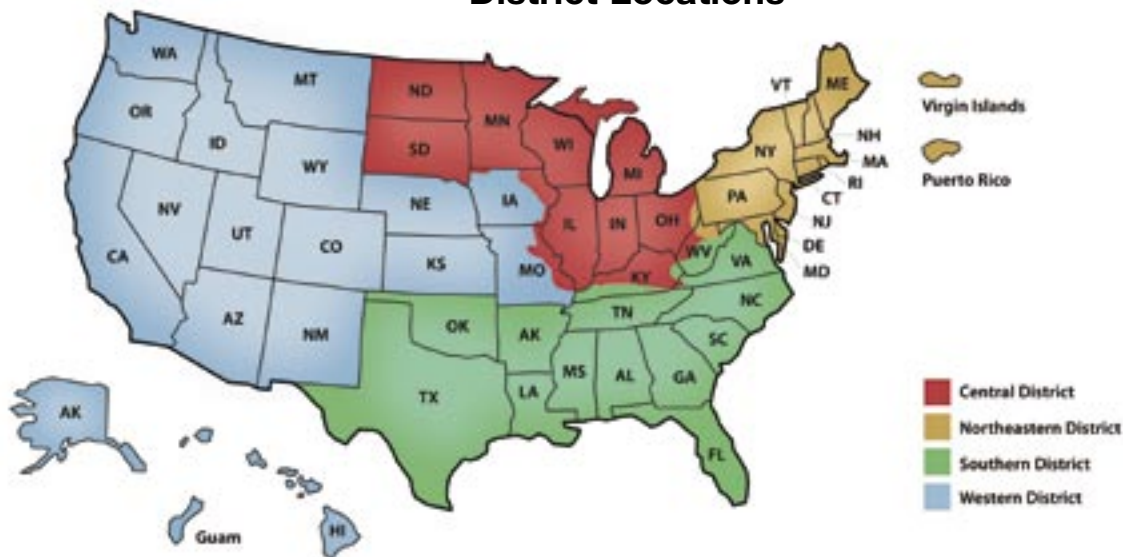 District Locations
WA
MT
ND
MN
VT
ME
Virgin Islands
OR
ID
SD
WI
MI
NY
NH
MA
RI
Puerto Rico
WY
IA
PA
CT
NV
NE
IL
IN
OH
NJ
UT
CO
WV
DE
CA
KS
MO
KY
VA
MD
AZ
NM
OK
AK
TN
NC
SC
TX
LA
MS
AL
GA
FL
AK
Guam
HI
Central District
Northeastern District
Southern District
Western District